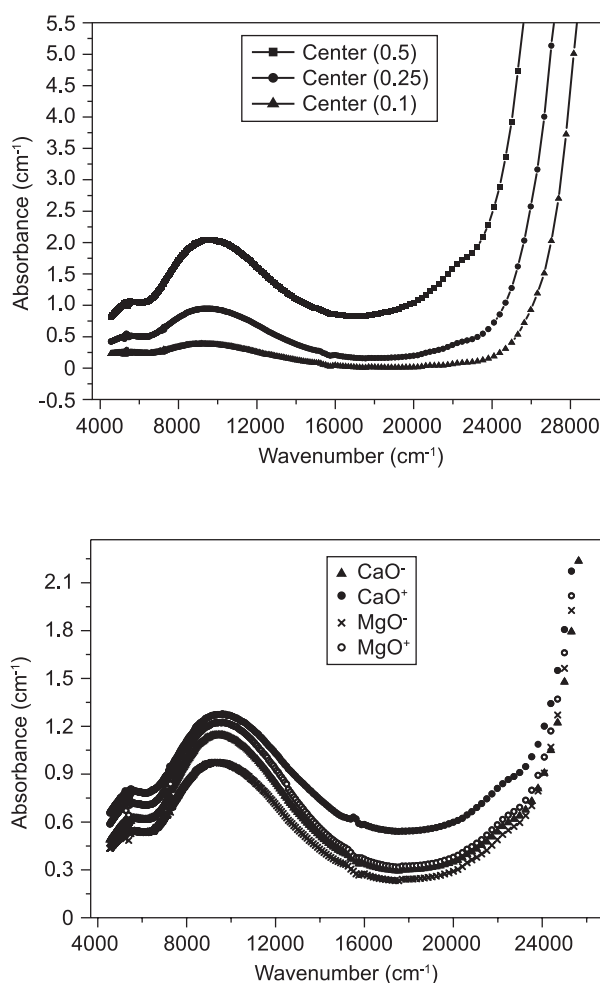 5.5
5.0
4.5
4.0
3.5
3.0
2.5
2.0
1.5
1.0
0.5
0
-0.5
Absorbance (cm⁻¹)
Center (0.5)
Center (0.25)
Center (0.1)
4000 8000 12000 16000 20000 24000 28000
Wavenumber (cm⁻¹)
2.1
1.8
1.5
1.2
0.9
0.6
0.3
0
Absorbance (cm⁻¹)
CaO⁻
CaO⁺
MgO⁻
MgO⁺
4000 8000 12000 16000 20000 24000
Wavenumber (cm⁻¹)